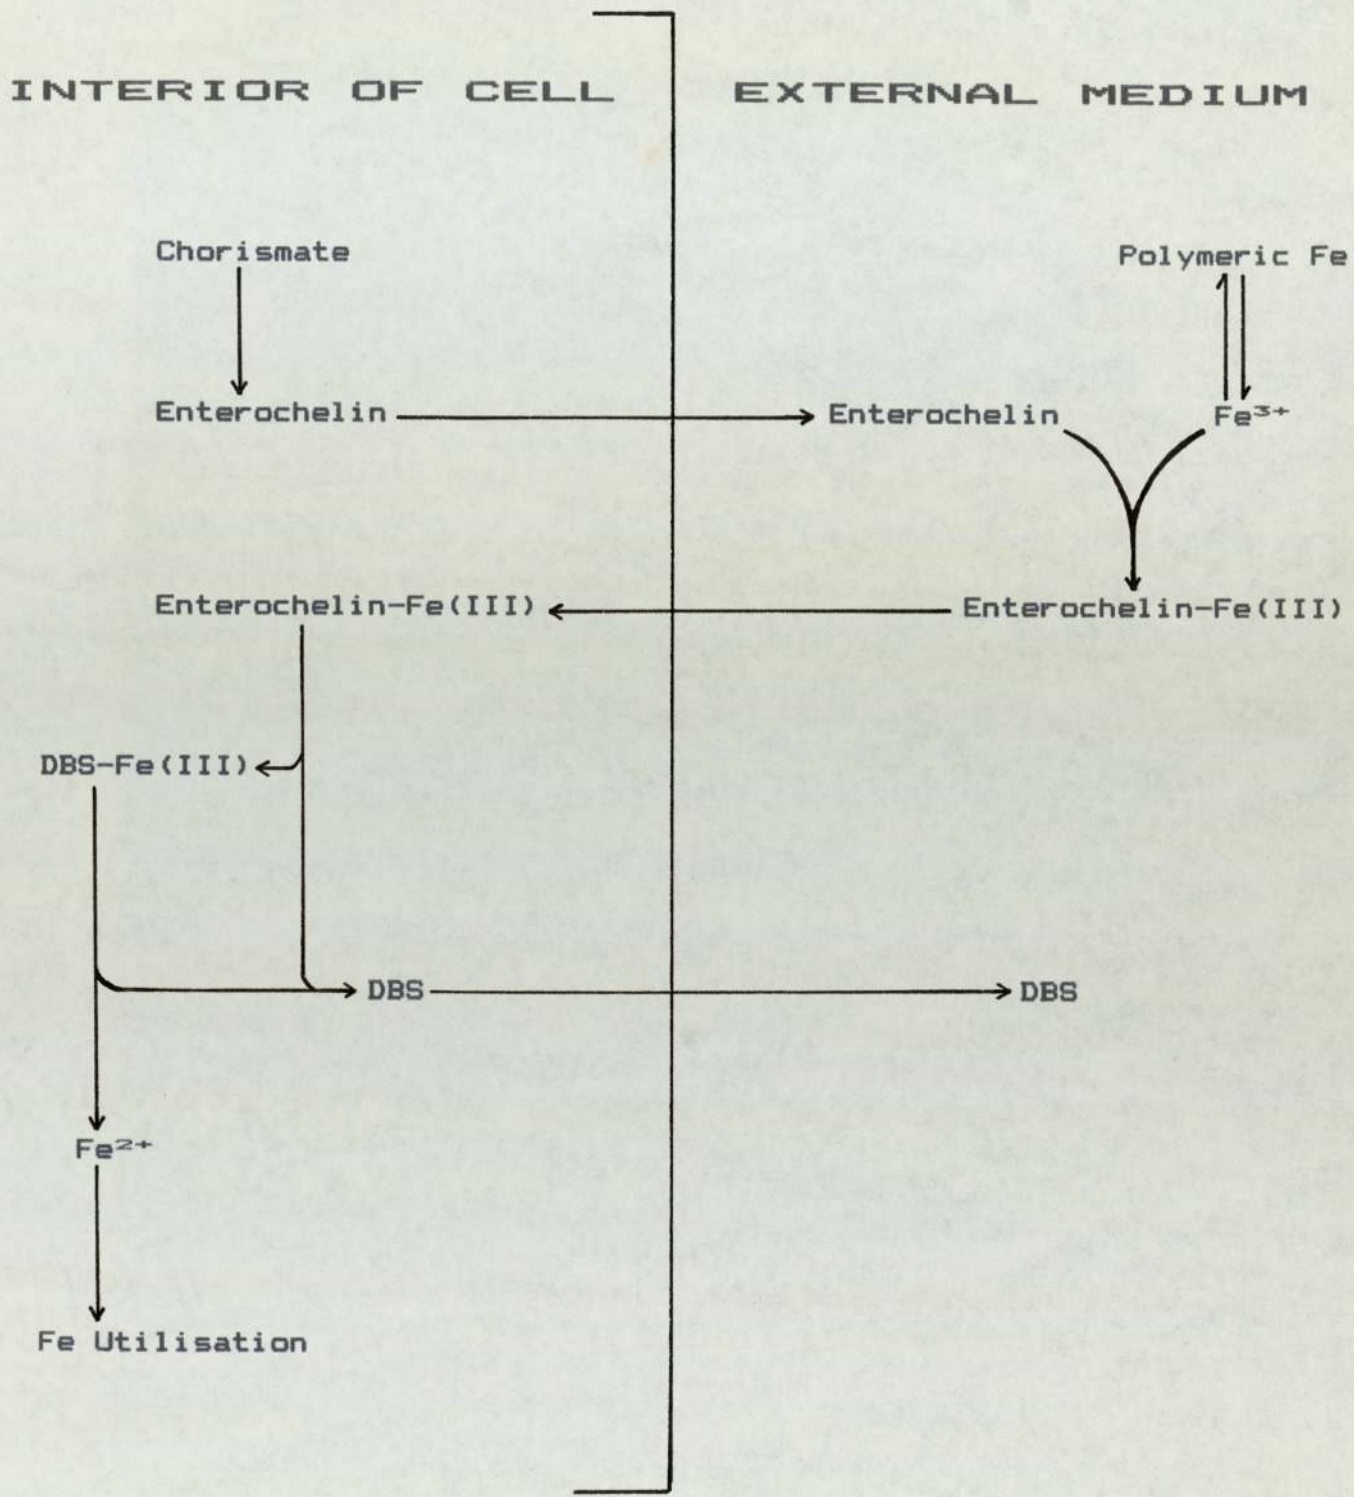 INTERIOR OF CELL
EXTERNAL MEDIUM
Chorismate
Polymeric Fe
Enterochelin
Enterochelin
Fe³⁺
Enterochelin-Fe(III)
Enterochelin-Fe(III)
DBS-Fe(III)
DBS
DBS
Fe²⁺
Fe Utilisation